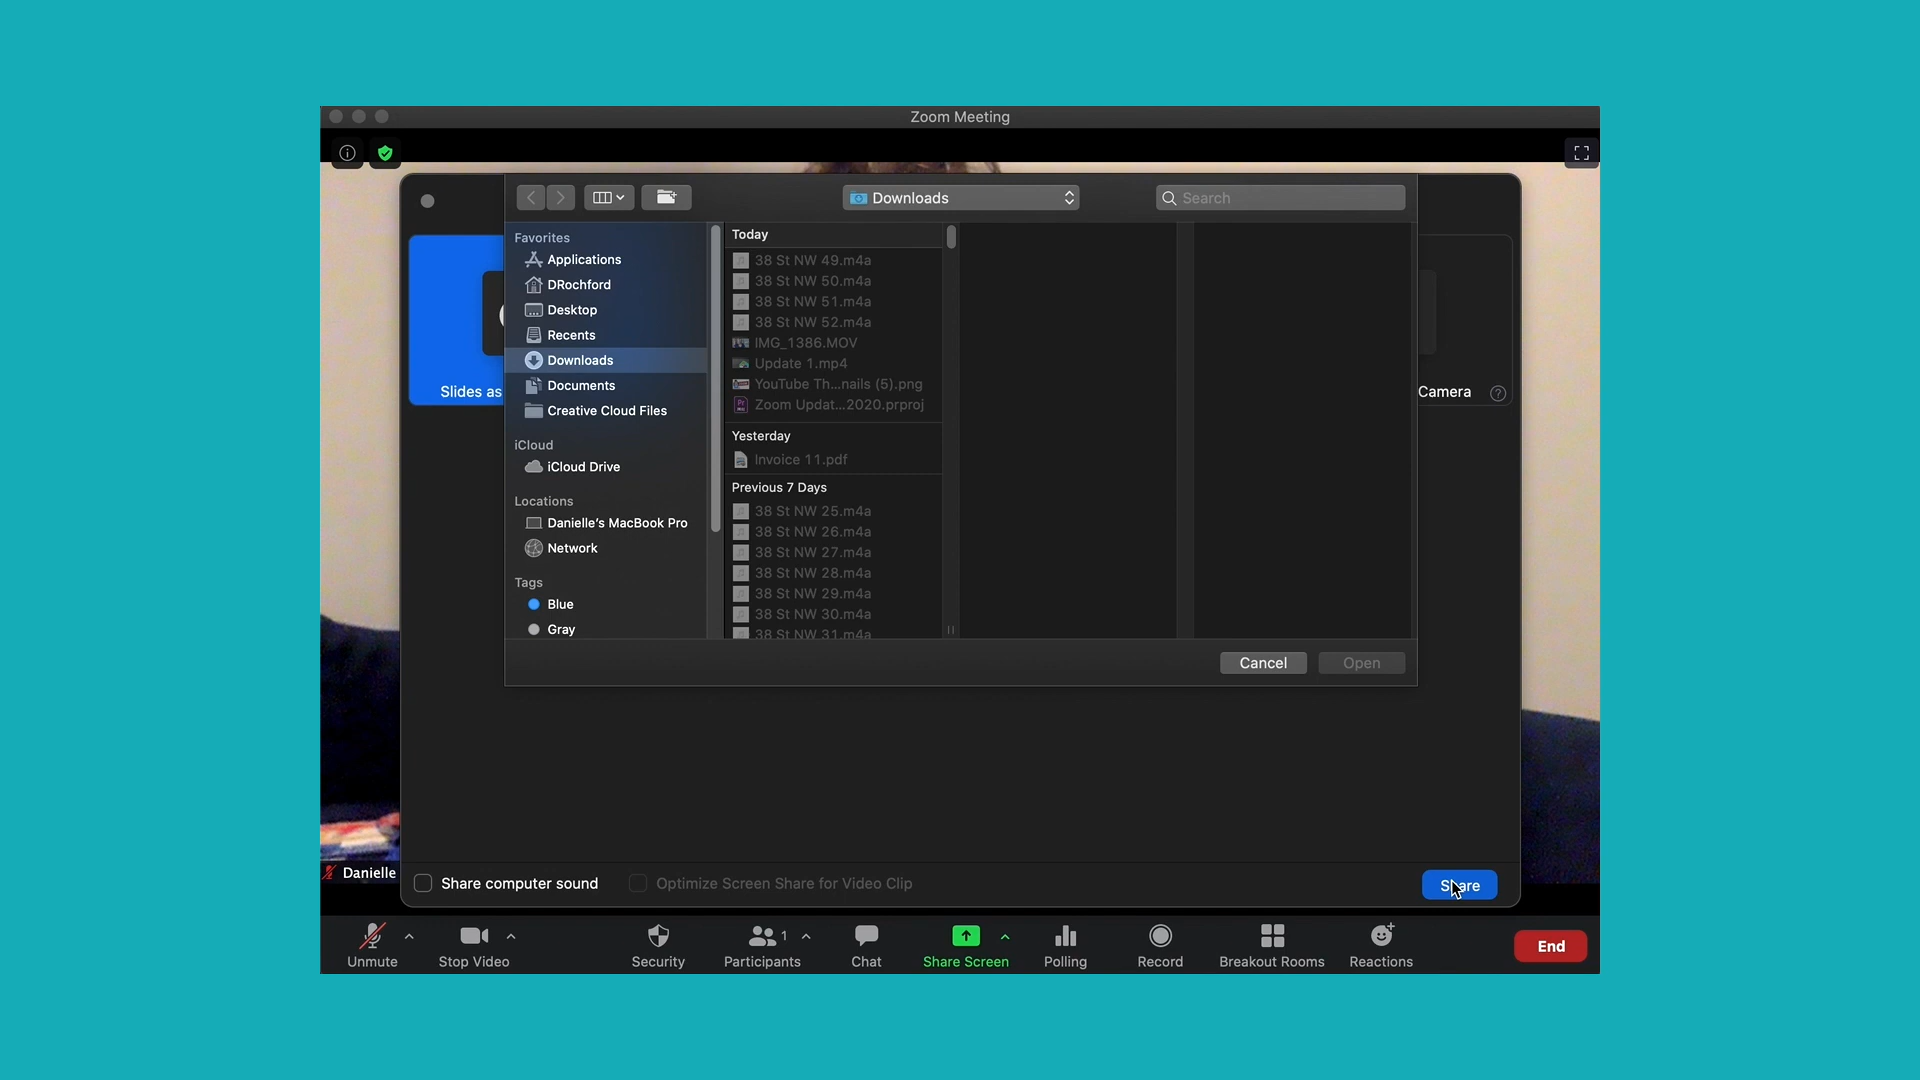 Zoom Meeting
Downloads
Search
Favorites
Applications
DRochford
Desktop
Recents
Downloads
Documents
Creative Cloud Files
iCloud
iCloud Drive
Locations
Danielle's MacBook Pro
Network
Tags
Blue
Gray
Today
38 St NW 49.m4a
38 St NW 50.m4a
38 St NW 51.m4a
38 St NW 52.m4a
IMG_1386.MOV
Update 1.mp4
YouTube Th...nails (5).png
Zoom Updat...2020.prproj
Yesterday
Invoice 11.pdf
Previous 7 Days
38 St NW 25.m4a
38 St NW 26.m4a
38 St NW 27.m4a
38 St NW 28.m4a
38 St NW 29.m4a
38 St NW 30.m4a
38 St NW 31.m4a
Slides as
Camera
Cancel
Open
Danielle
Share computer sound
Optimize Screen Share for Video Clip
Share
Unmute
Stop Video
Security
1
Participants
Chat
Share Screen
Polling
Record
Breakout Rooms
Reactions
End